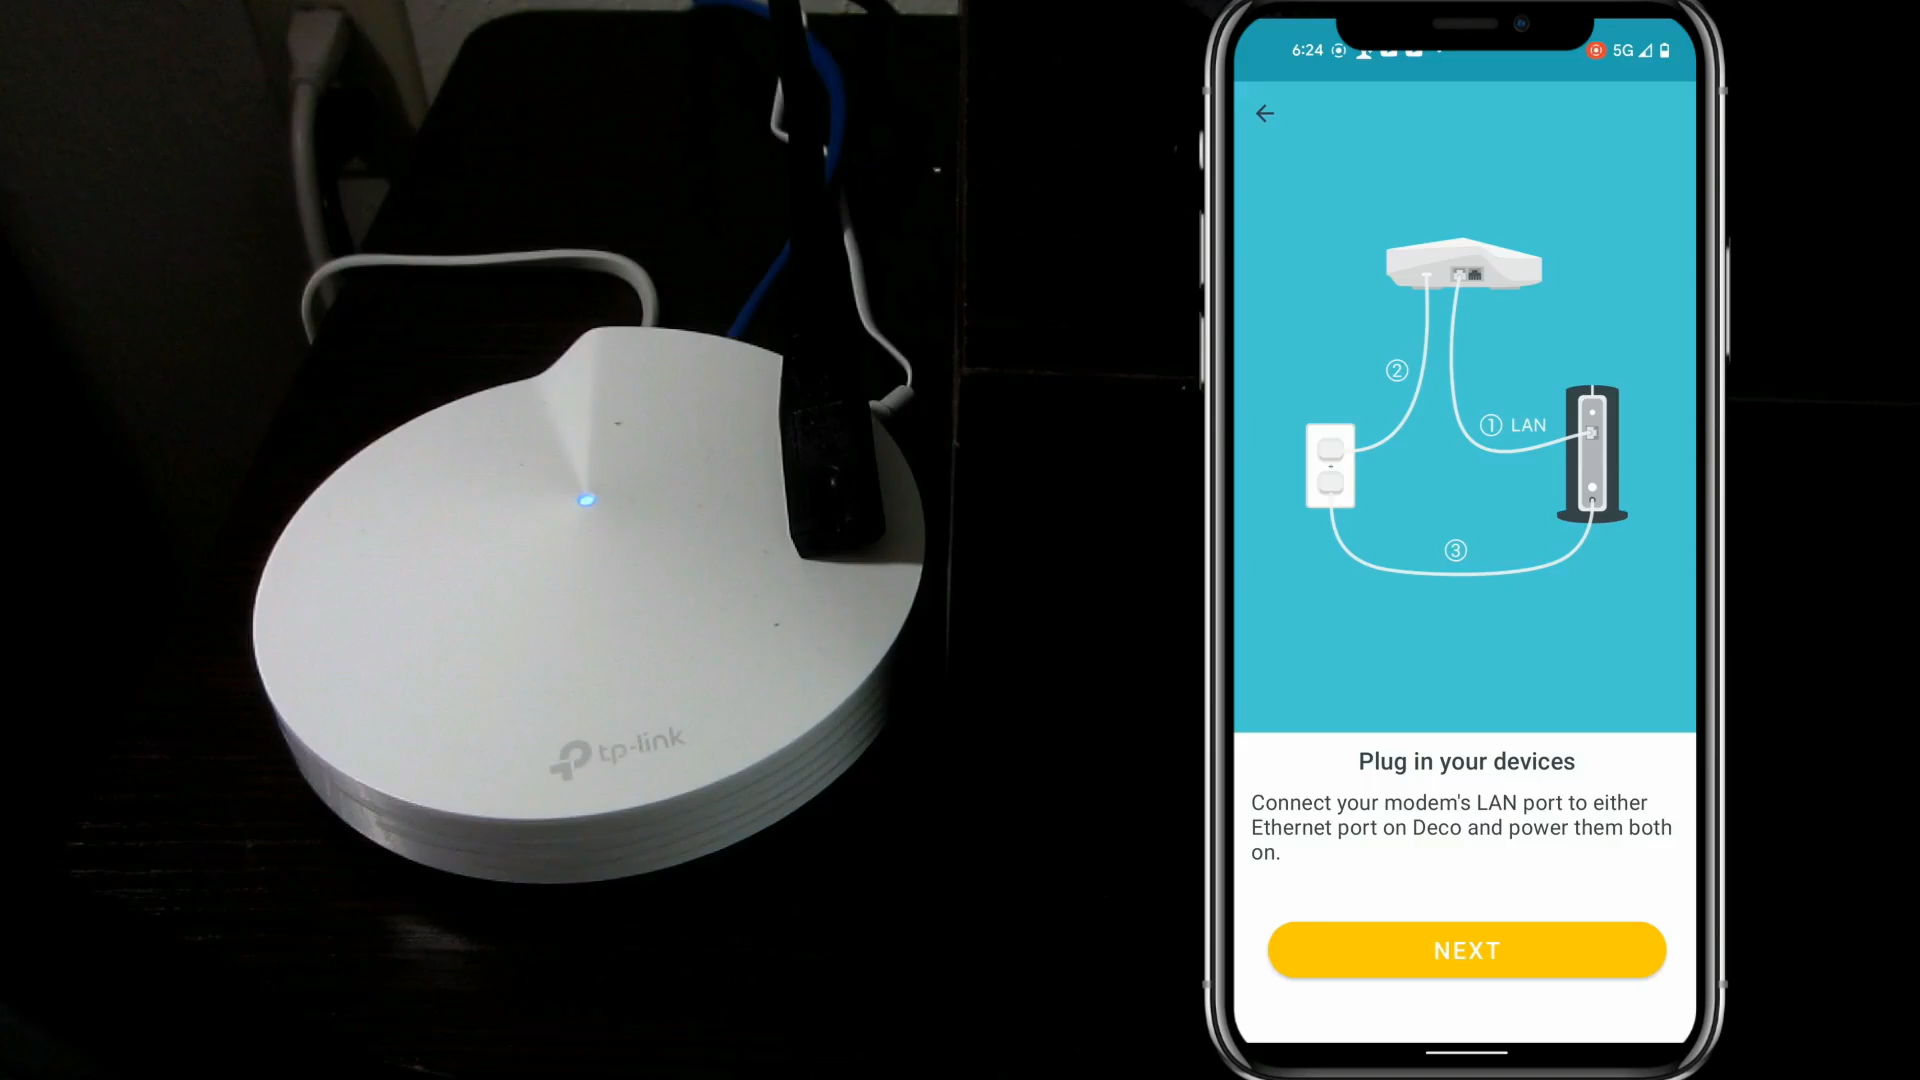 6:24
5G
② 
① LAN
③
Plug in your devices
Connect your modem's LAN port to either
Ethernet port on Deco and power them both
on.
NEXT
tp-link